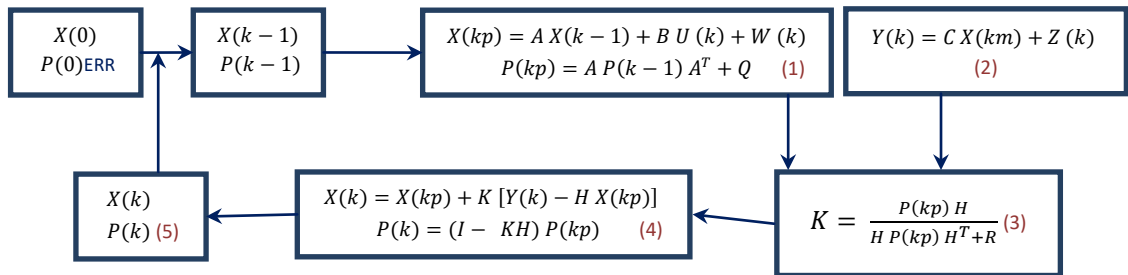 X(0)
P(0)ERR
X(k−1)
P(k−1)
X(kp) = A X(k−1) + B U (k) + W (k)
P(kp) = A P(k−1) A^T + Q (1)
Y(k) = C X(km) + Z (k)
(2)
X(k)
P(k) (5)
X(k) = X(kp) + K [Y(k) − H X(kp)]
P(k) = (I − KH) P(kp) (4)
K = P(kp) H / H P(kp) H^T+R (3)